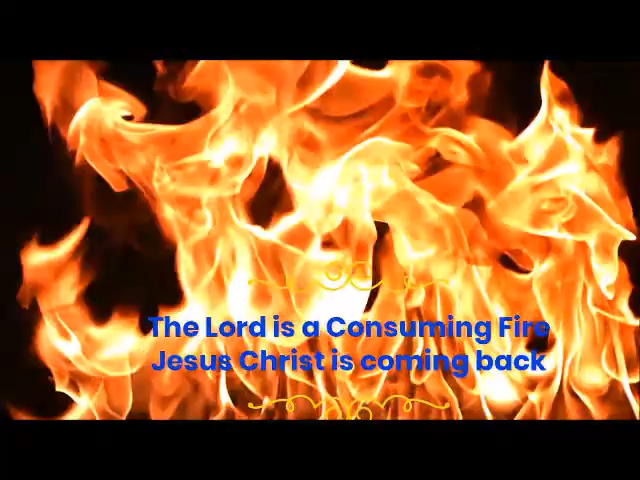 The Lord is a Consuming Fire
Jesus Christ is coming back